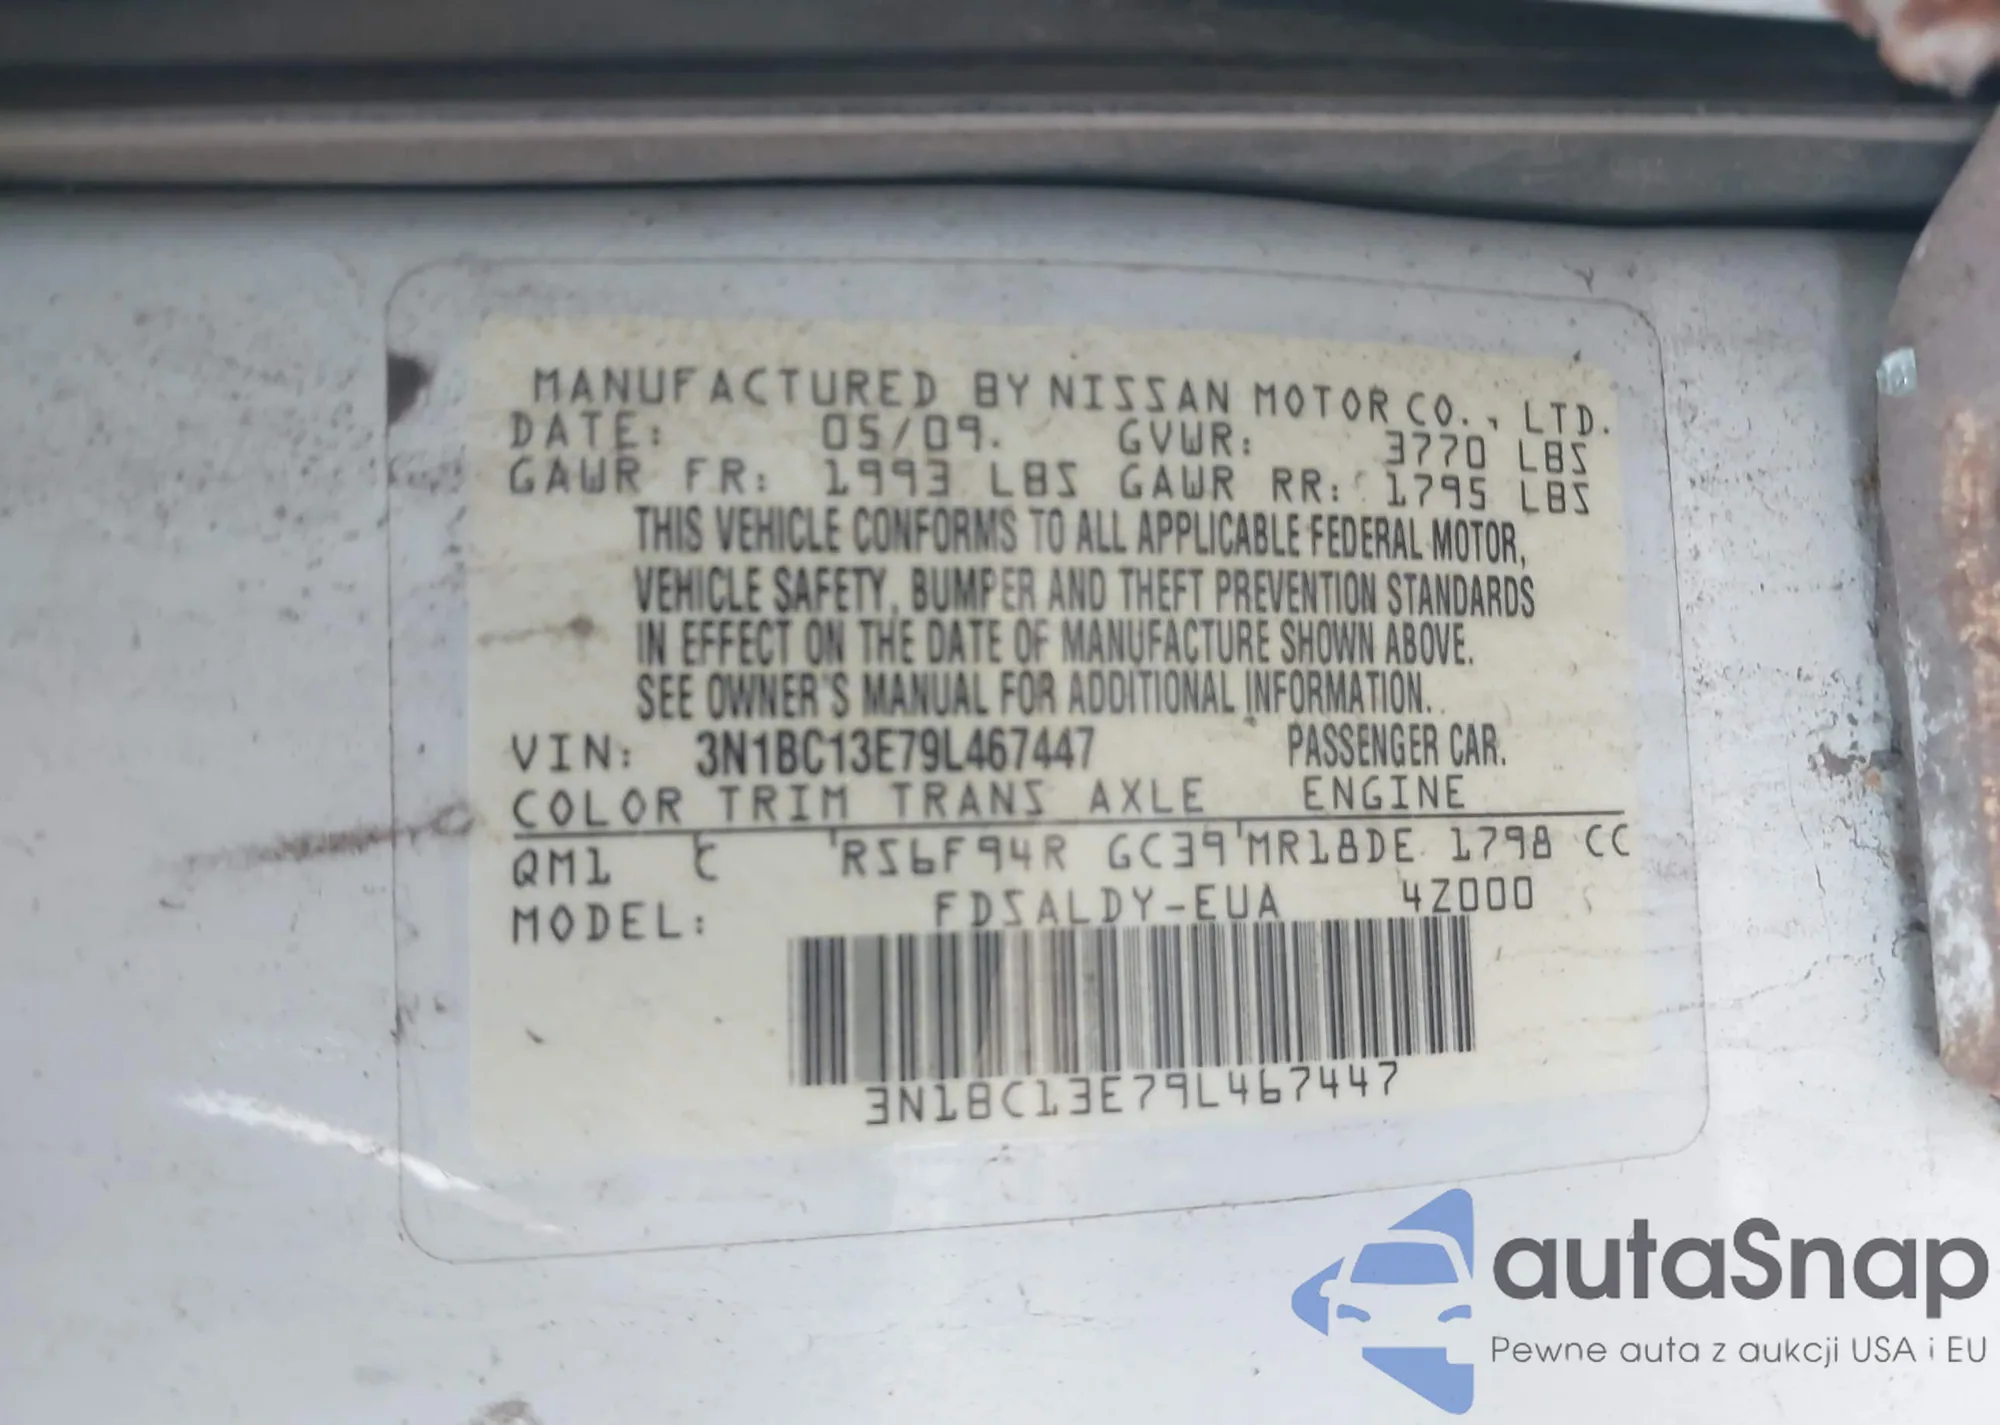 MANUFACTURED BY NISSAN MOTOR CO., LTD.
DATE: 05/09. GVWR: 3770 LBS
GAWR FR: 1993 LBS GAWR RR: 1795 LBS
THIS VEHICLE CONFORMS TO ALL APPLICABLE FEDERAL MOTOR,
VEHICLE SAFETY, BUMPER AND THEFT PREVENTION STANDARDS
IN EFFECT ON THE DATE OF MANUFACTURE SHOWN ABOVE.
SEE OWNER'S MANUAL FOR ADDITIONAL INFORMATION.
VIN: 3N1BC13E79L467447 PASSENGER CAR.
COLOR TRIM TRANS AXLE ENGINE
QM1 C RS6F94R GC39 MR18DE 1798 CC
MODEL: FDSALDY-EUA 4Z000
3N1BC13E79L467447
autaSnap
Pewne auta z aukcji USA i EU